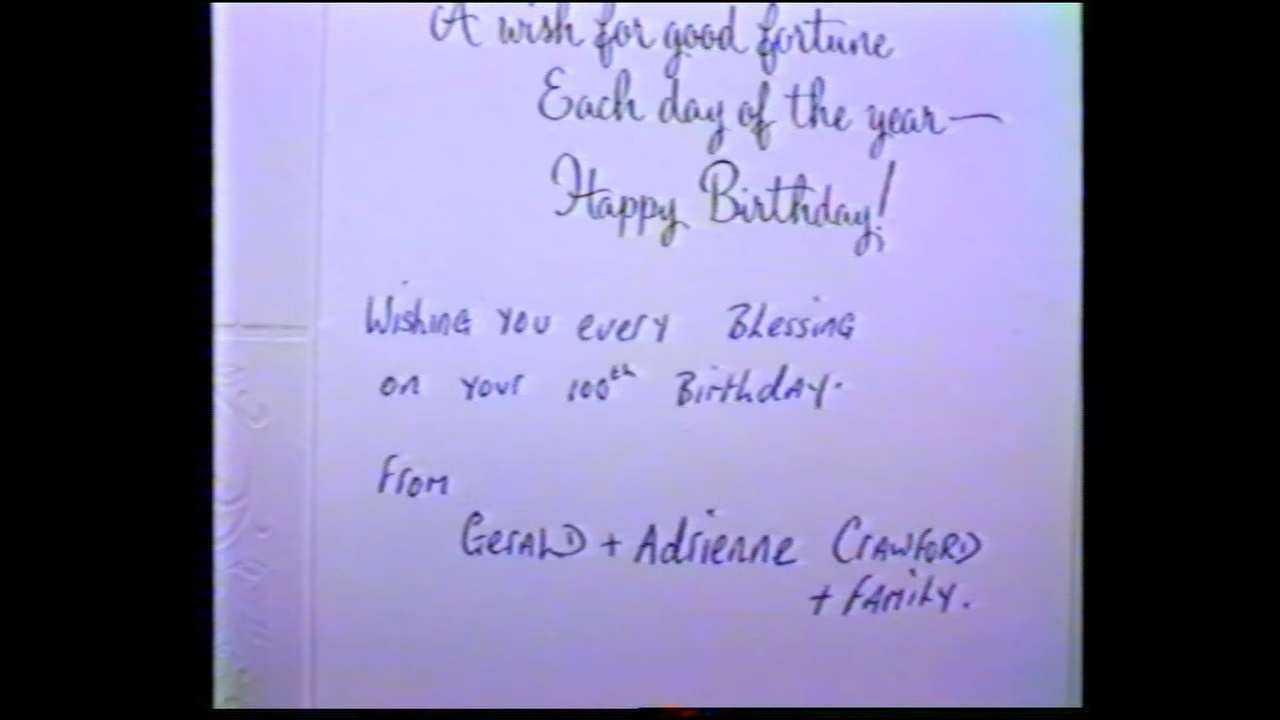 A wish for good fortune
Each day of the year—
Happy Birthday!
Wishing you every Blessing
on your 100th Birthday.
From
Gerald + Adrienne Crawford
+ Family.